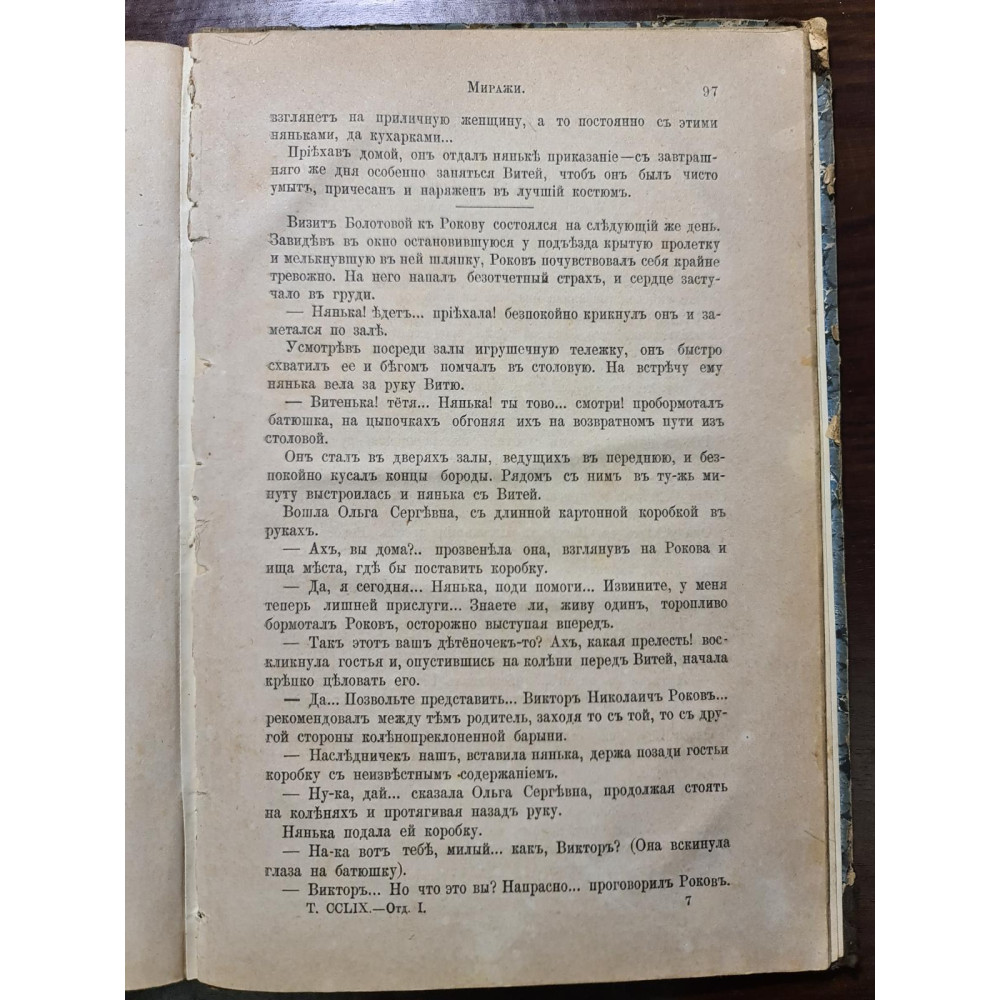 Миражи. 97
взглянетъ на приличную женщину, а то постоянно съ этими
няньками, да кухарками...
Пріѣхавъ домой, онъ отдалъ нянькѣ приказаніе—съ завтраш-
няго же дня особенно заняться Витей, чтобъ онъ былъ чисто
умытъ, причесан и наряженъ въ лучшій костюмъ.
Визитъ Болотовой къ Рокову состоялся на слѣдующій же день.
Завидѣвъ въ окно остановившуюся у подъѣзда крытую пролетку
и мелькнувшую въ ней шляпку, Роковъ почувствовалъ себя крайне
тревожно. На него напалъ безотчетный страхъ, и сердце засту-
чало въ груди.
— Нянька! ѣдетъ... пріѣхала! безпокойно крикнулъ онъ и за-
метался по залѣ.
Усмотрѣвъ посреди залы игрушечную тележку, онъ быстро
схватилъ ее и бѣгомъ помчалъ въ столовую. На встрѣчу ему
нянька вела за руку Витю.
— Витенька! тётя... Нянька! ты тово... смотри! пробормоталъ
батюшка, на цыпочкахъ обгоняя ихъ на возвратномъ пути изъ
столовой.
Онъ сталъ въ дверяхъ залы, ведущихъ въ переднюю, и без-
покойно кусалъ концы бороды. Рядомъ съ нимъ въ ту-жь ми-
нуту выстроилась и нянька съ Витей.
Вошла Ольга Сергѣвна, съ длинной картонной коробкой въ
рукахъ.
— Ахъ, вы дома?.. прозвенѣла она, взглянувъ на Рокова и
ища мѣста, гдѣ бы поставить коробку.
— Да, я сегодня... Нянька, поди помоги... Извините, у меня
теперь лишней прислуги... Знаете ли, живу одинъ, торопливо
бормоталъ Роковъ, осторожно выступая впередъ.
— Такъ этотъ вашъ дѣтёночекъ-то? Ахъ, какая прелесть! вос-
кликнула гостья и, опустившись на колѣни передъ Витей, начала
крѣпко цѣловать его.
— Да... Позвольте представить... Викторъ Николаичъ Роковъ...
рекомендовалъ между тѣмъ родитель, заходя то съ той, то съ дру-
гой стороны колѣнопреклоненной барыни.
— Наслѣдничекъ нашъ, вставила нянька, держа позади гостьи
коробку съ неизвѣстнымъ содержаніемъ.
— Ну-ка, дай... сказала Ольга Сергѣвна, продолжая стоять
на колѣняхъ и протягивая назадъ руку.
Нянька подала ей коробку.
— На-ка вотъ тебѣ, милый... какъ, Викторъ? (Она вскинула
глаза на батюшку).
— Викторъ... Но что это вы? Напрасно... проговорилъ Роковъ.
Т. CCLIX.—Отд. I. 7